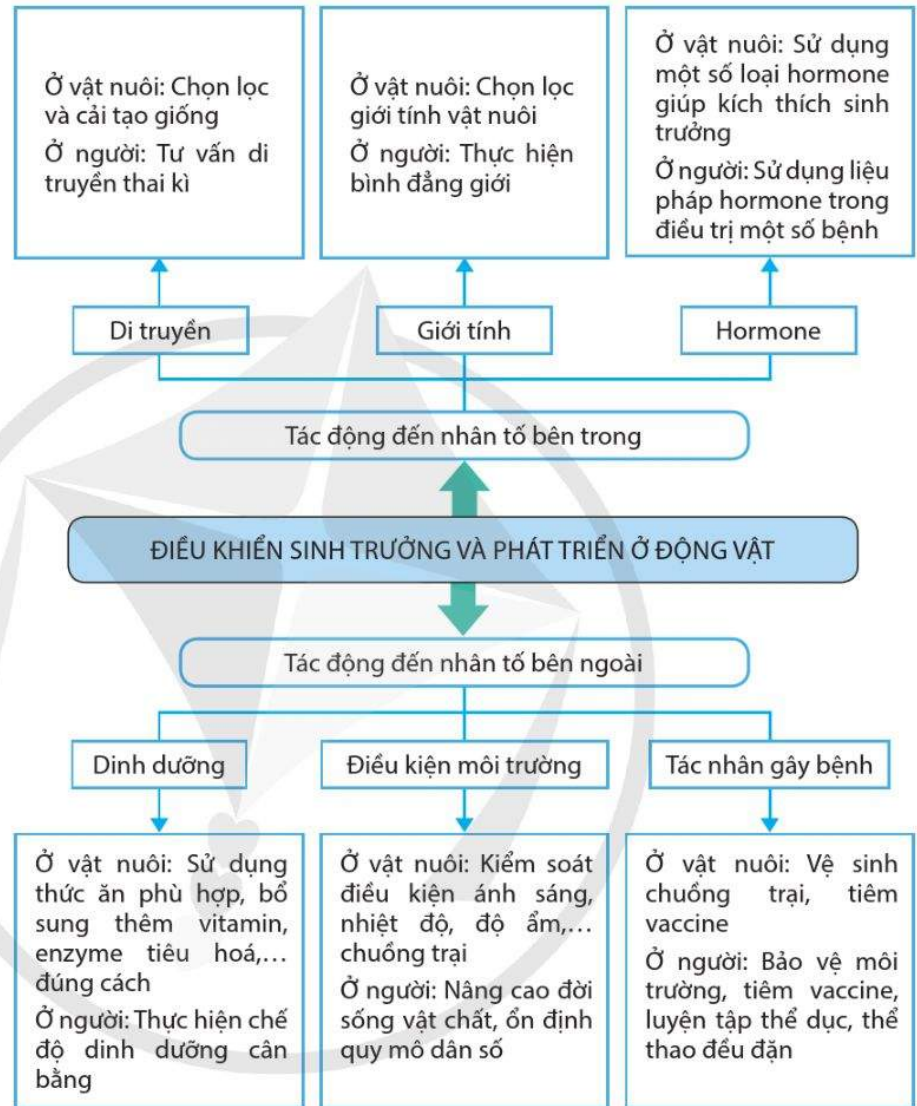 Ở vật nuôi: Chọn lọc
và cải tạo giống
Ở người: Tư vấn di
truyền thai kì
Ở vật nuôi: Chọn lọc
giới tính vật nuôi
Ở người: Thực hiện
bình đẳng giới
Ở vật nuôi: Sử dụng
một số loại hormone
giúp kích thích sinh
trưởng
Ở người: Sử dụng liệu
pháp hormone trong
điều trị một số bệnh
Di truyền
Giới tính
Hormone
Tác động đến nhân tố bên trong
ĐIỀU KHIỂN SINH TRƯỞNG VÀ PHÁT TRIỂN Ở ĐỘNG VẬT
Tác động đến nhân tố bên ngoài
Dinh dưỡng
Điều kiện môi trường
Tác nhân gây bệnh
Ở vật nuôi: Sử dụng
thức ăn phù hợp, bổ
sung thêm vitamin,
enzyme tiêu hoá,...
đúng cách
Ở người: Thực hiện chế
độ dinh dưỡng cân
bằng
Ở vật nuôi: Kiểm soát
điều kiện ánh sáng,
nhiệt độ, độ ẩm,...
chuồng trại
Ở người: Nâng cao đời
sống vật chất, ổn định
quy mô dân số
Ở vật nuôi: Vệ sinh
chuồng trại, tiêm
vaccine
Ở người: Bảo vệ môi
trường, tiêm vaccine,
luyện tập thể dục, thể
thao đều đặn